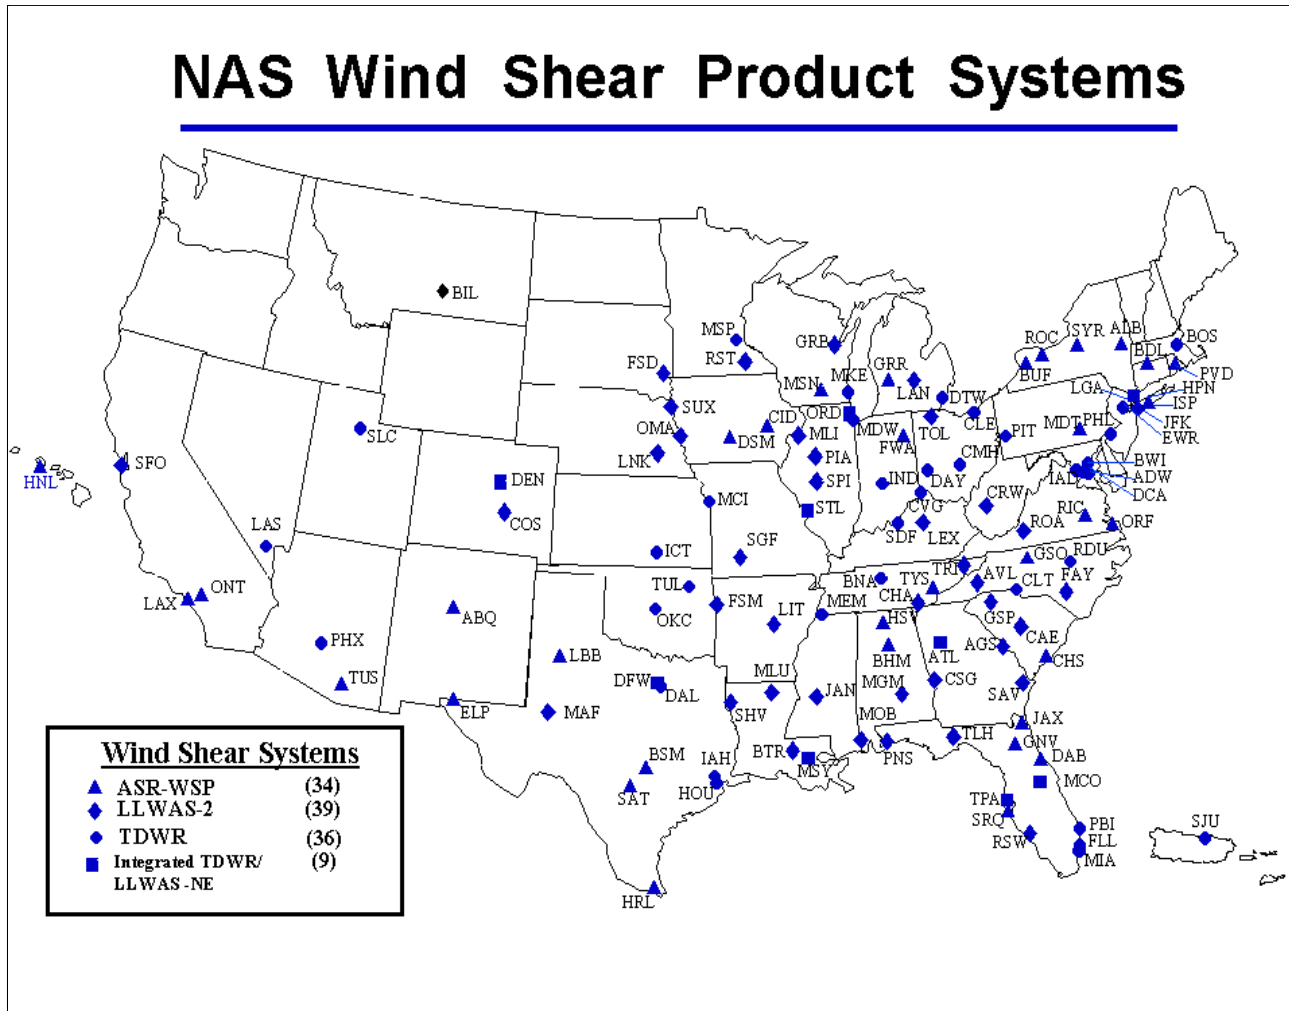 NAS Wind Shear Product Systems
BIL
MSP
RST
FSD
GRB
MSN
MKE
GRR
LAN
DTW
ROC
SYR
ALB
BUF
BDL
BOS
PVD
HPN
LGA
ISP
JFK
EWR
SUX
CID
ORD
MDW
OMA
DSM
MLI
FWA
TOL
CLE
PIT
MDT
PHL
SLC
SFO
HNL
LNK
PIA
SPI
IND
DAY
CMH
IAD
BWI
ADW
DCA
DEN
COS
MCI
STL
CVG
CRW
RIC
ORF
LAS
ICT
SGF
SDF
LEX
ROA
GSO
RDU
TUL
BNA
TYS
TRI
AVL
CLT
FAY
LAX
ONT
ABQ
OKC
FSM
LIT
MEM
CHA
HSV
GSP
CAE
PHX
LBB
BHM
ATL
AGS
CHS
TUS
ELP
MAF
DFW
DAL
MLU
SHV
JAN
MGM
CSG
SAV
MOB
PNS
TLH
JAX
GNV
DAB
BSM
SAT
IAH
HOU
BTR
MSY
MCO
TPA
SRQ
RSW
PBI
FLL
MIA
SJU
HRL
Wind Shear Systems
ASR-WSP (34)
LLWAS-2 (39)
TDWR (36)
Integrated TDWR/ (9)
LLWAS-NE